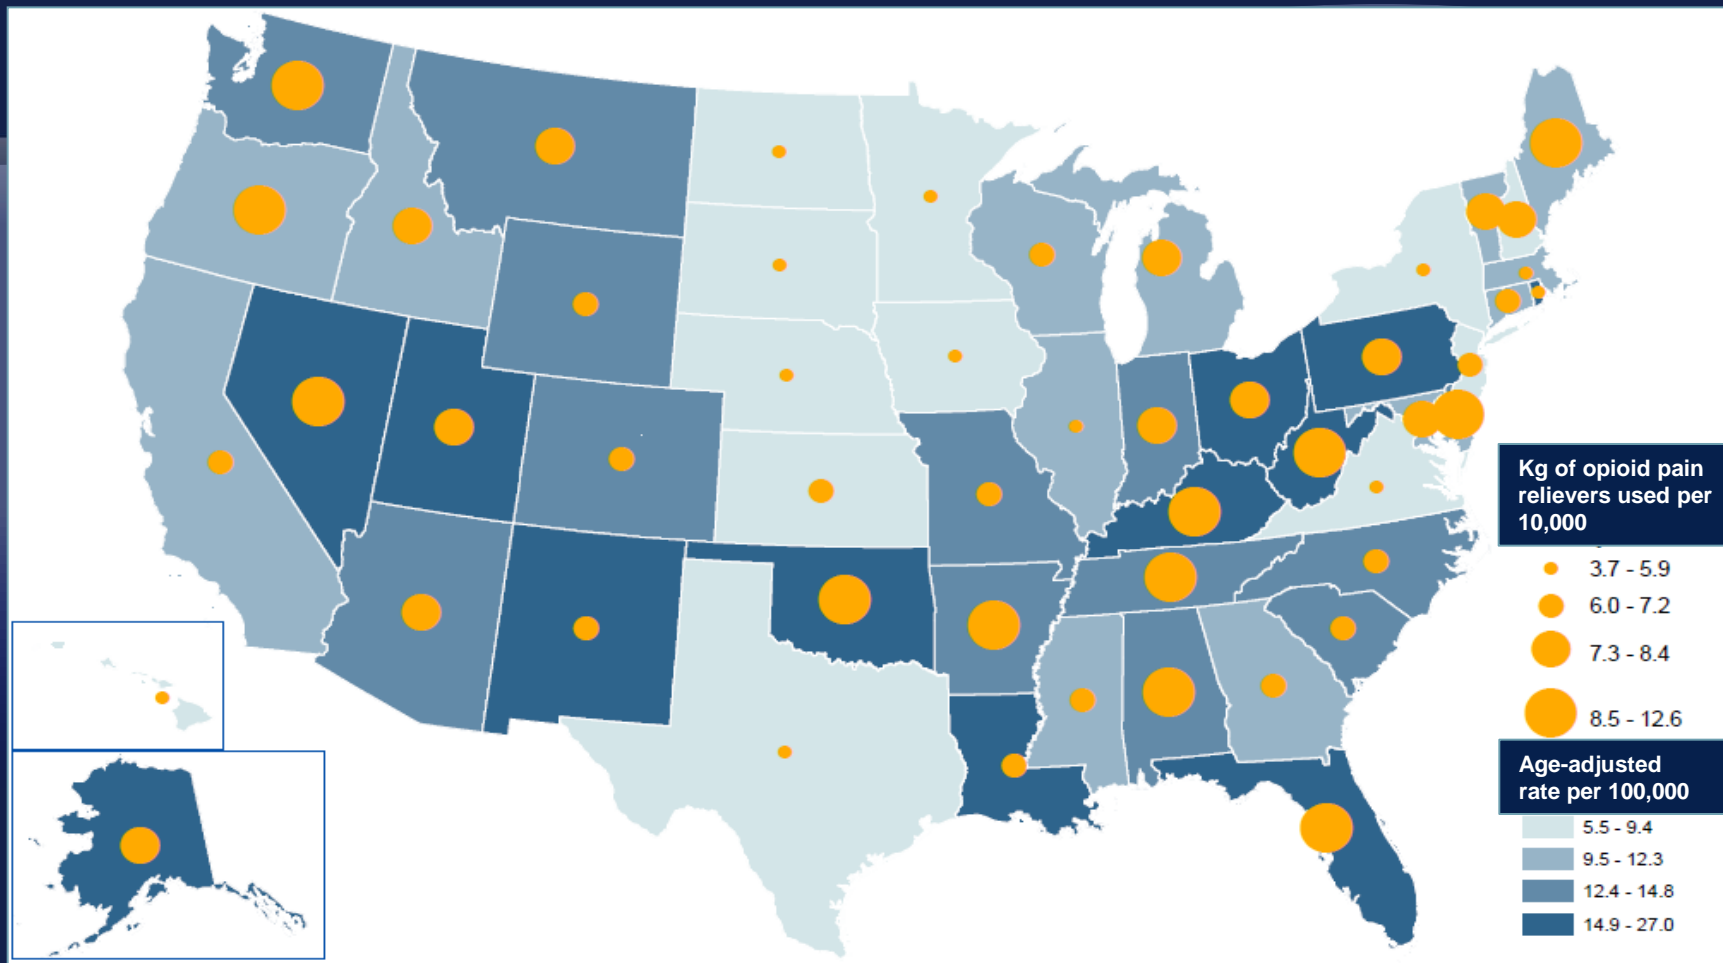 Kg of opioid pain
relievers used per
10,000
3.7 - 5.9
6.0 - 7.2
7.3 - 8.4
8.5 - 12.6
Age-adjusted
rate per 100,000
5.5 - 9.4
9.5 - 12.3
12.4 - 14.8
14.9 - 27.0